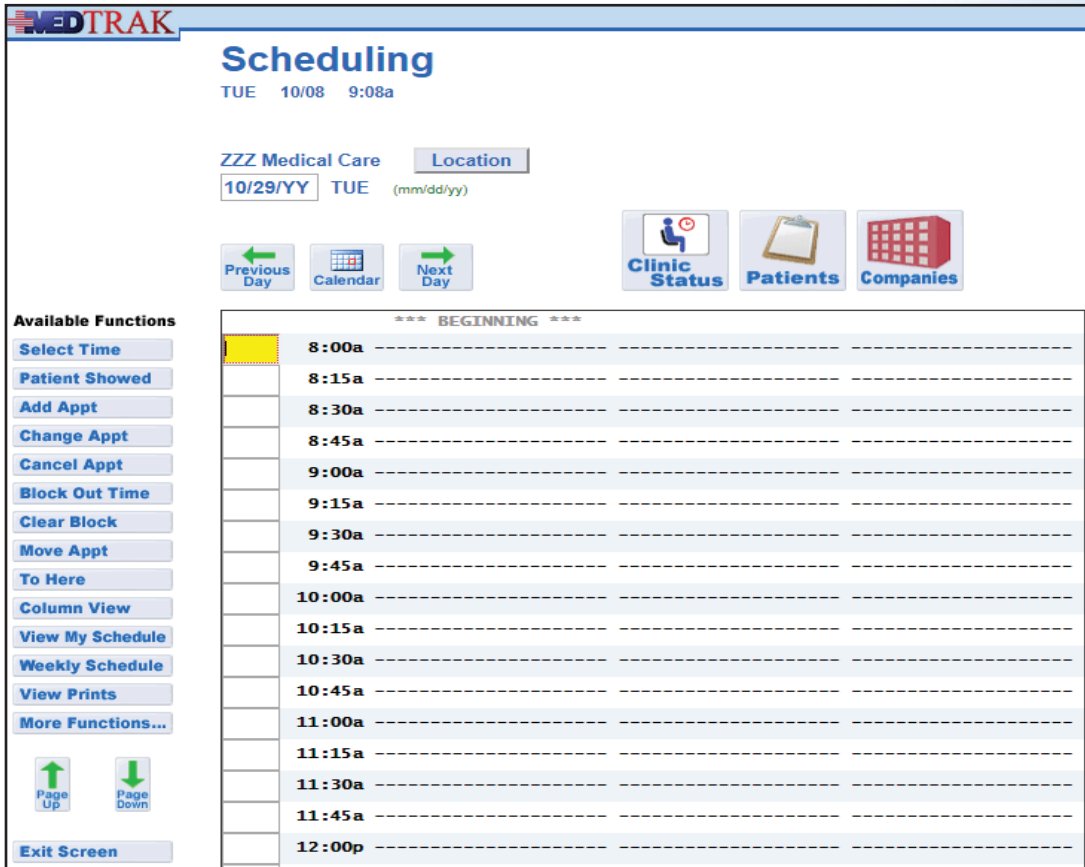 MEDTRAK
Scheduling
TUE 10/08 9:08a
ZZZ Medical Care Location
10/29/YY TUE (mm/dd/yy)
Previous Day
Calendar
Next Day
Clinic Status
Patients
Companies
Available Functions
Select Time
Patient Showed
Add Appt
Change Appt
Cancel Appt
Block Out Time
Clear Block
Move Appt
To Here
Column View
View My Schedule
Weekly Schedule
View Prints
More Functions...
Page Up
Page Down
Exit Screen
*** BEGINNING ***
8:00a --------------------- -------------------- --------------------
8:15a --------------------- -------------------- --------------------
8:30a --------------------- -------------------- --------------------
8:45a --------------------- -------------------- --------------------
9:00a --------------------- -------------------- --------------------
9:15a --------------------- -------------------- --------------------
9:30a --------------------- -------------------- --------------------
9:45a --------------------- -------------------- --------------------
10:00a --------------------- -------------------- --------------------
10:15a --------------------- -------------------- --------------------
10:30a --------------------- -------------------- --------------------
10:45a --------------------- -------------------- --------------------
11:00a --------------------- -------------------- --------------------
11:15a --------------------- -------------------- --------------------
11:30a --------------------- -------------------- --------------------
11:45a --------------------- -------------------- --------------------
12:00p --------------------- -------------------- --------------------